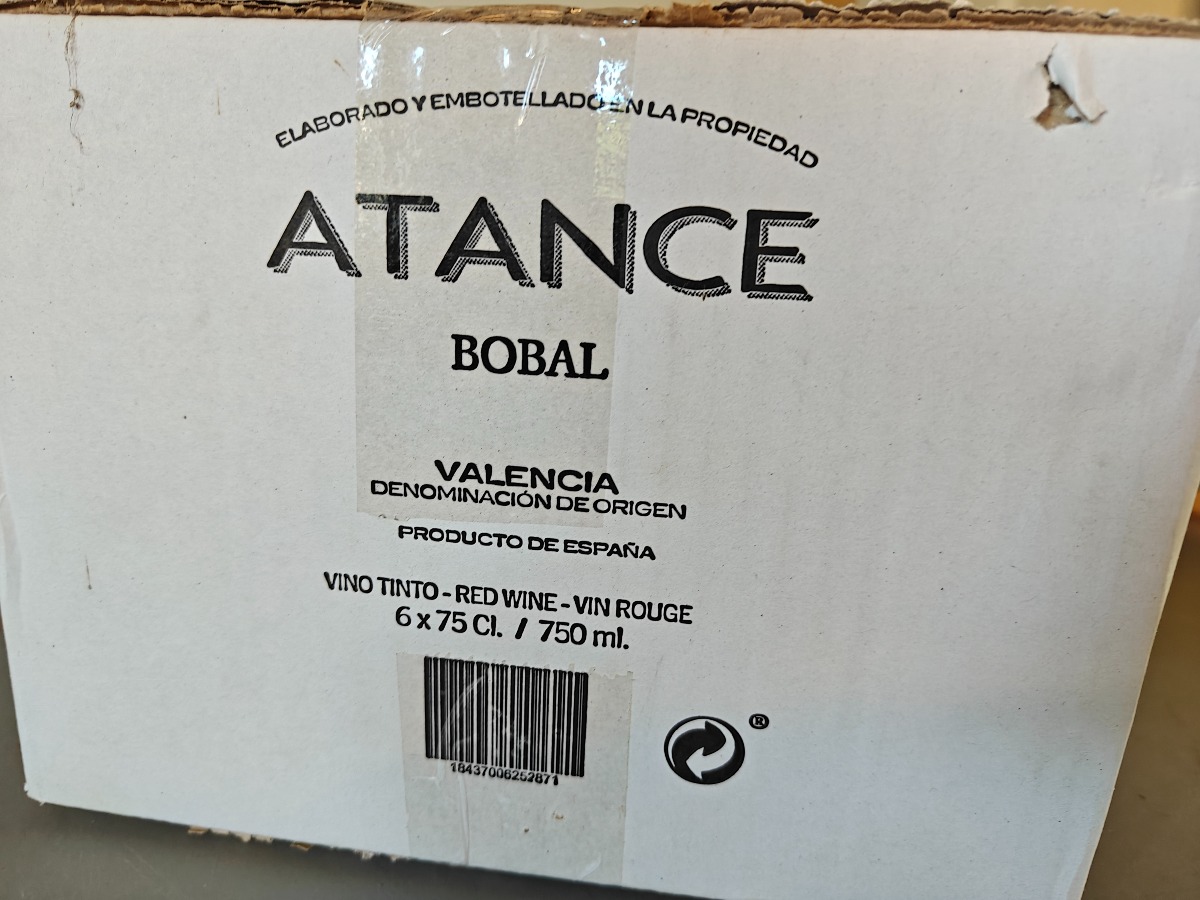 ELABORADO Y EMBOTELLADO EN LA PROPIEDAD
ATANCE
BOBAL
VALENCIA
DENOMINACIÓN DE ORIGEN
PRODUCTO DE ESPAÑA
VINO TINTO - RED WINE - VIN ROUGE
6 x 75 Cl. / 750 ml.
18437006252871
®